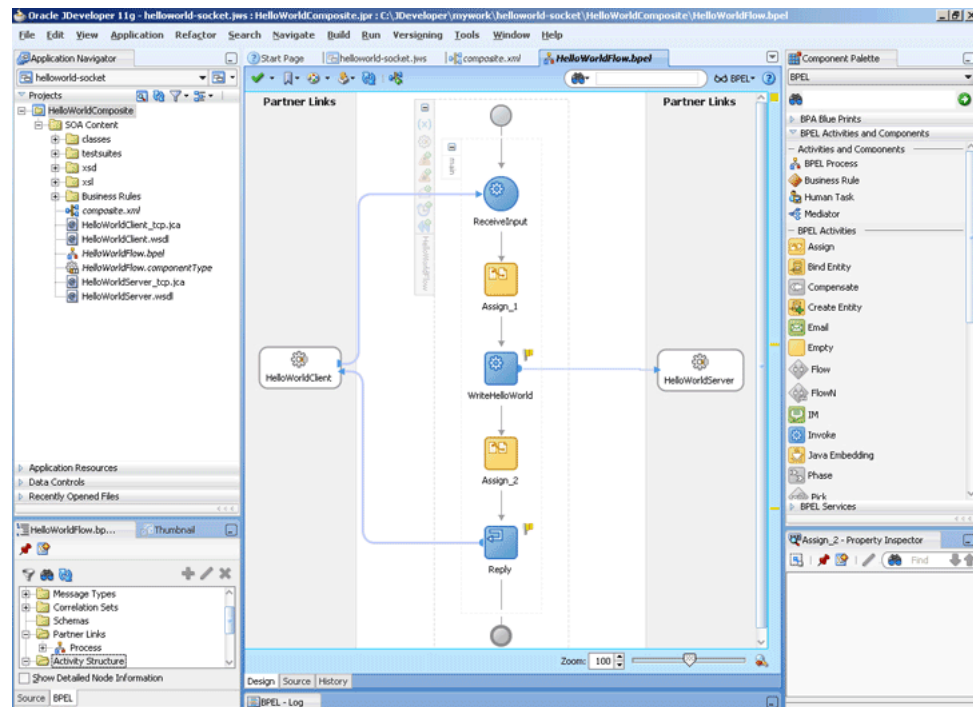 Oracle JDeveloper 11g - helloworld-socket.jws : HelloWorldComposite.jpr : C:\JDeveloper\mywork\helloworld-socket\HelloWorldComposite\HelloWorldFlow.bpel
File Edit View Application Refactor Search Navigate Build Run Versioning Tools Window Help
Application Navigator
helloworld-socket
Projects
HelloWorldComposite
SOA Content
classes
testsuites
xsd
xsl
Business Rules
composite.xml
HelloWorldClient_tcp.jca
HelloWorldClient.wsdl
HelloWorldFlow.bpel
HelloWorldFlow.componentType
HelloWorldServer_tcp.jca
HelloWorldServer.wsdl
Application Resources
Data Controls
Recently Opened Files
HelloWorldFlow.bp... Thumbnail
Message Types
Correlation Sets
Schemas
Partner Links
Process
Activity Structure
Show Detailed Node Information
Source BPEL
Start Page helloworld-socket.jws composite.xml HelloWorldFlow.bpel
BPEL
Partner Links
Partner Links
main
HelloWorldFlow
ReceiveInput
Assign_1
HelloWorldClient
WriteHelloWorld
HelloWorldServer
Assign_2
Reply
Zoom: 100
Design Source History
BPEL - Log
Component Palette
BPEL
BPA Blue Prints
BPEL Activities and Components
Activities and Components
BPEL Process
Business Rule
Human Task
Mediator
BPEL Activities
Assign
Bind Entity
Compensate
Create Entity
Email
Empty
Flow
FlowN
IM
Invoke
Java Embedding
Phase
Pick
BPEL Services
Assign_2 - Property Inspector
Find